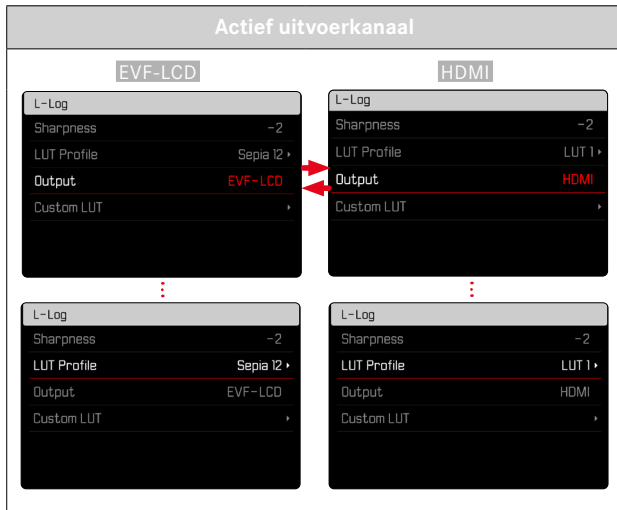 Actief uitvoerkanaal
EVF-LCD
L-Log
Sharpness -2
LUT Profile Sepia 12
Output EVF-LCD
Custom LUT
HDMI
L-Log
Sharpness -2
LUT Profile LUT 1
Output HDMI
Custom LUT
L-Log
Sharpness -2
LUT Profile Sepia 12
Output EVF-LCD
Custom LUT
L-Log
Sharpness -2
LUT Profile LUT 1
Output HDMI
Custom LUT